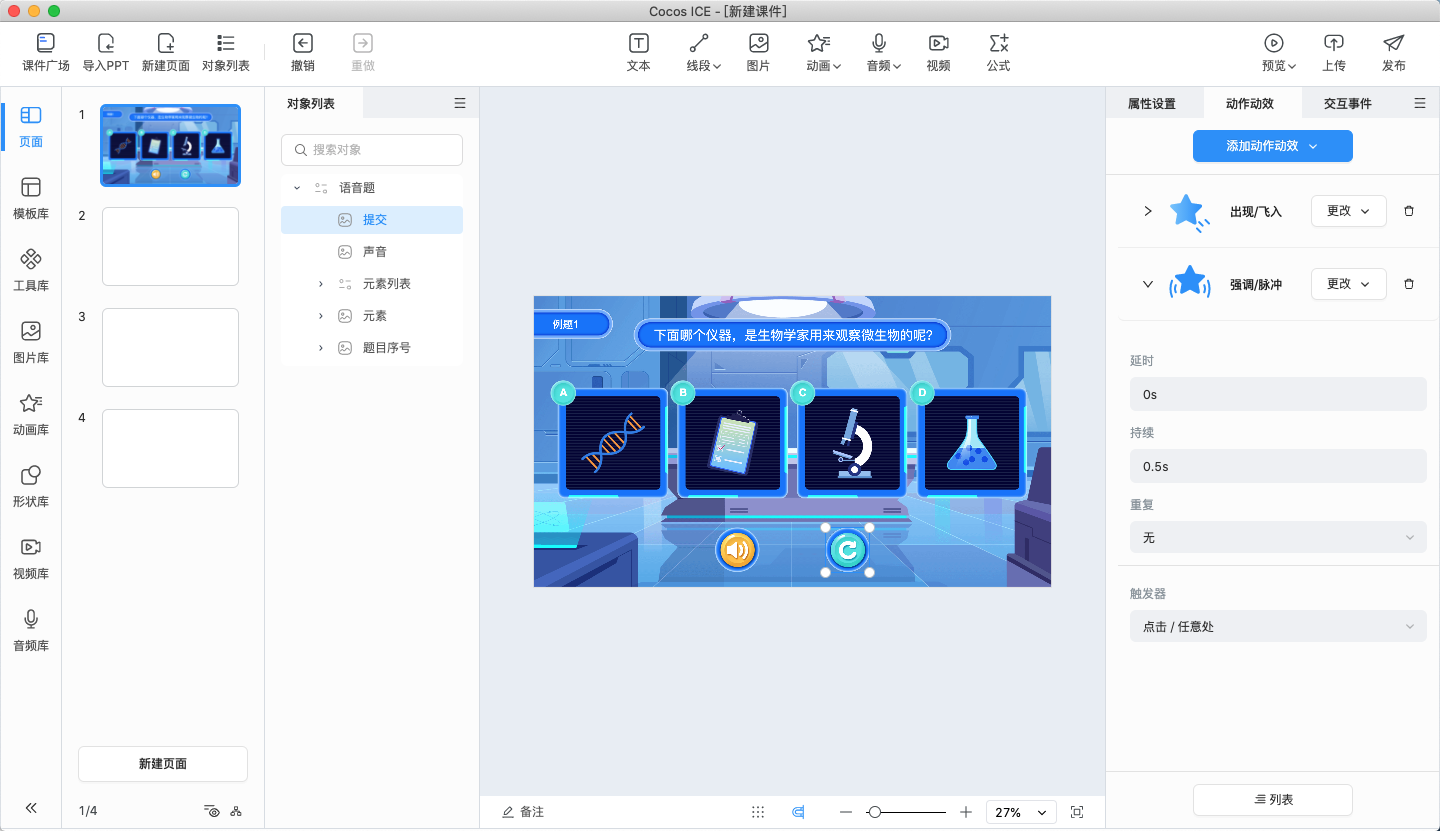 Cocos ICE - [新建课件]
课件广场 导入PPT 新建页面 对象列表 撤销 重做 文本 线段 图片 动画 音频 视频 公式 预览 上传 发布
页面
模板库
工具库
图片库
动画库
形状库
视频库
音频库
1
2
3
4
新建页面
1/4
对象列表
搜索对象
语音题
提交
声音
元素列表
元素
题目序号
例题1
下面哪个仪器，是生物学家用来观察微生物的呢?
A B C D
备注
27%
属性设置 动作动效 交互事件
添加动作动效
出现/飞入 更改
强调/脉冲 更改
延时
0s
持续
0.5s
重复
无
触发器
点击 / 任意处
列表